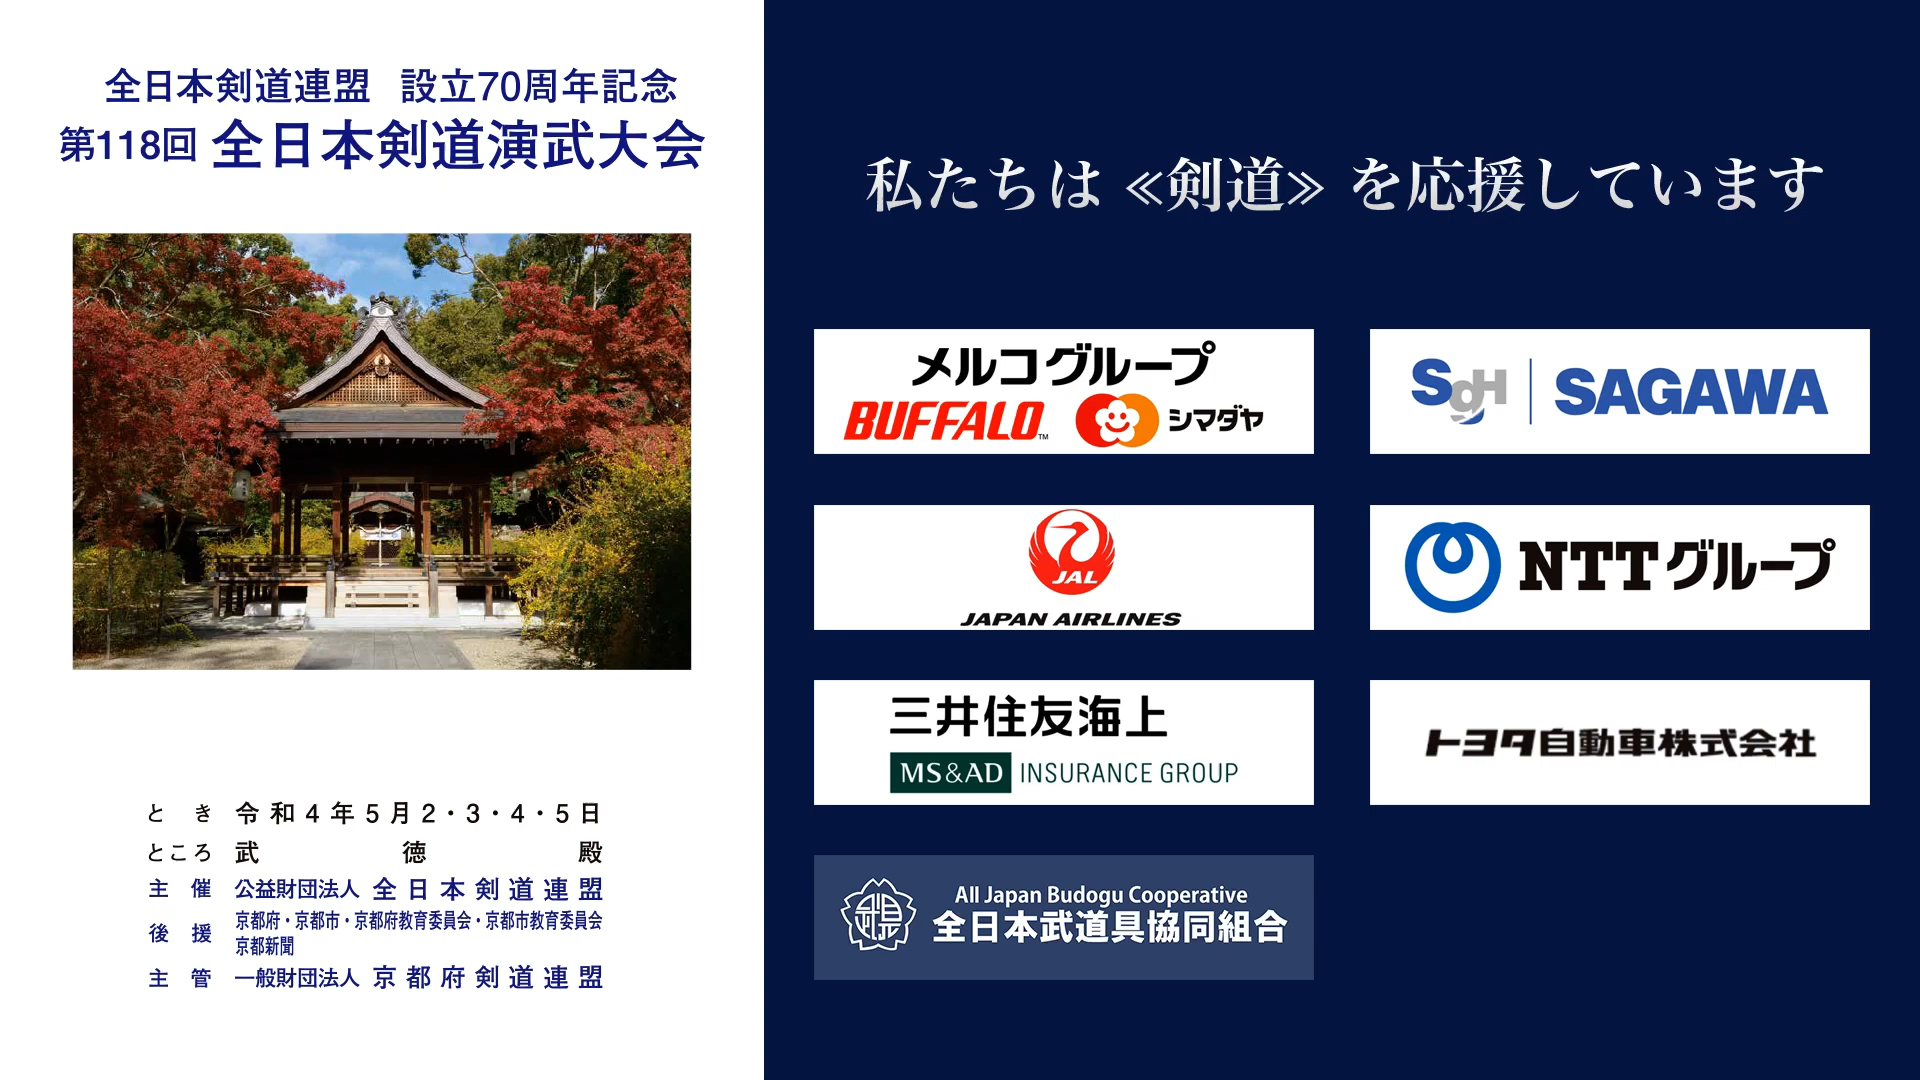 全日本剣道連盟 設立70周年記念
第118回 全日本剣道演武大会
とき 令和4年5月2・3・4・5日
ところ 武徳殿
主催 公益財団法人 全日本剣道連盟
後援 京都府・京都市・京都府教育委員会・京都市教育委員会
京都新聞
主管 一般財団法人 京都府剣道連盟
私たちは≪剣道≫を応援しています
メルコグループ
BUFFALO™ シマダヤ
SGH SAGAWA
JAL
JAPAN AIRLINES
NTTグループ
三井住友海上
MS&AD INSURANCE GROUP
トヨタ自動車株式会社
All Japan Budogu Cooperative
全日本武道具協同組合